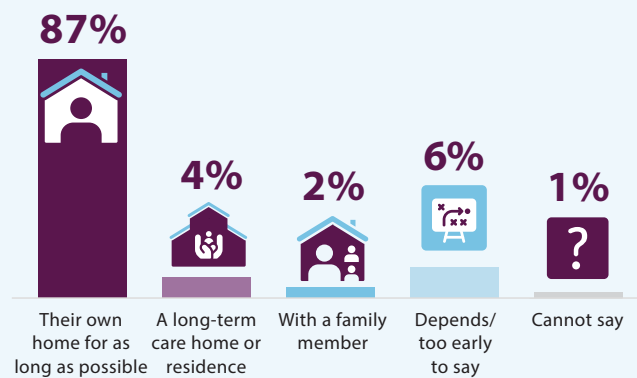 87%
4%
2%
6%
1%
?
Their own
home for as
long as possible
A long-term
care home or
residence
With a family
member
Depends/
too early
to say
Cannot say